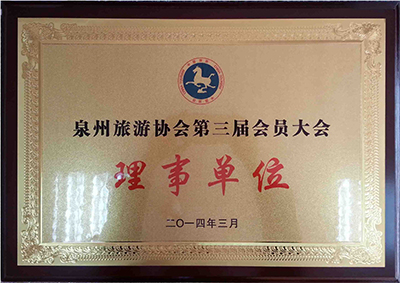 泉州旅游协会第三届会员大会
理事单位
二〇一四年三月